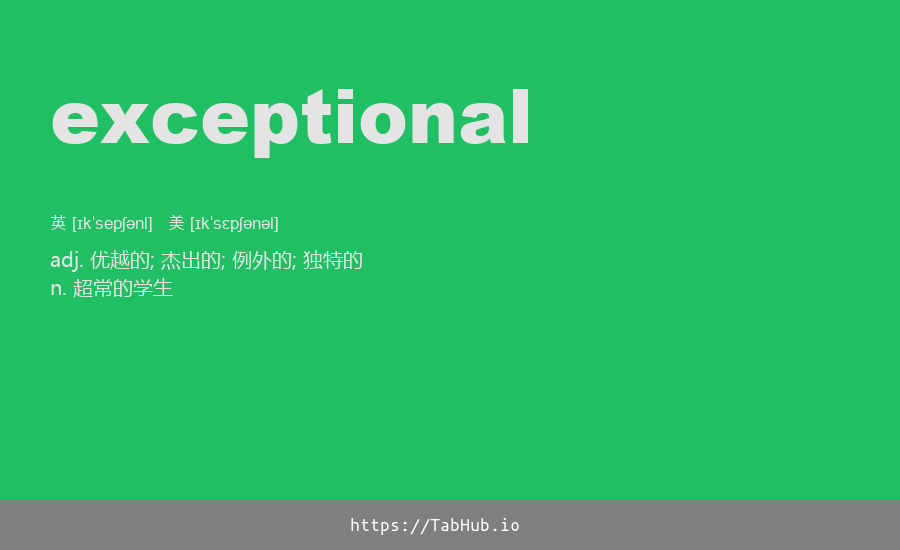 exceptional
英 [ɪkˈsepʃənl] 美 [ɪkˈsɛpʃənəl]
adj. 优越的; 杰出的; 例外的; 独特的
n. 超常的学生
https://TabHub.io